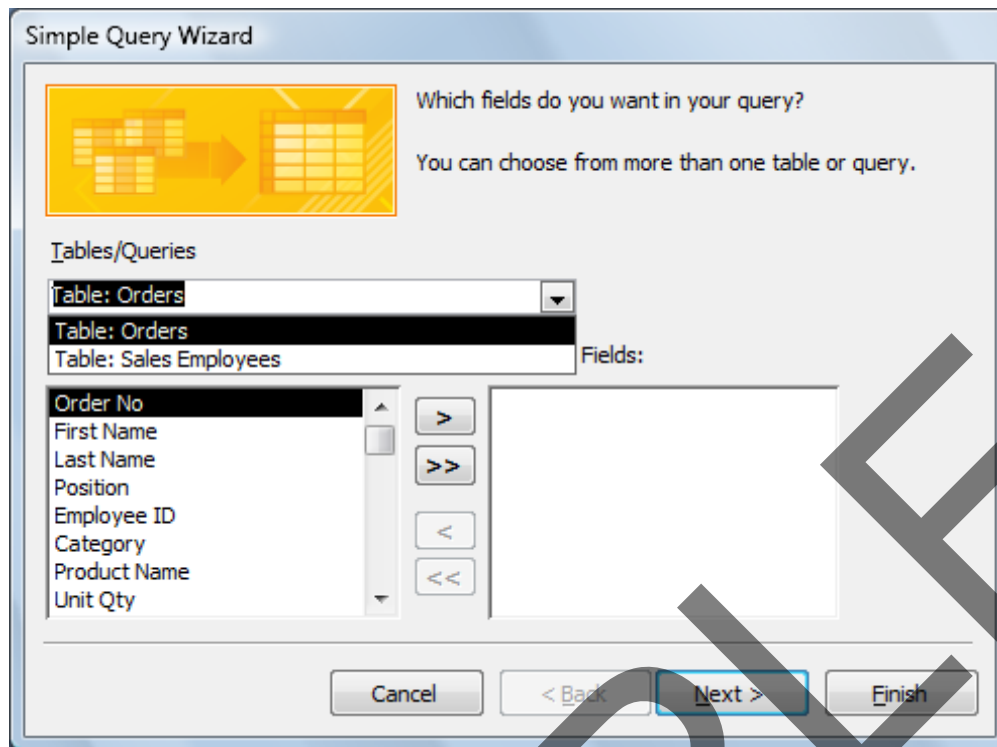 Simple Query Wizard
Which fields do you want in your query?
You can choose from more than one table or query.
Tables/Queries
Table: Orders
Table: Orders
Table: Sales Employees
Fields:
Order No
First Name
Last Name
Position
Employee ID
Category
Product Name
Unit Qty
>
>>
<
<<
Cancel
< Back
Next >
Finish